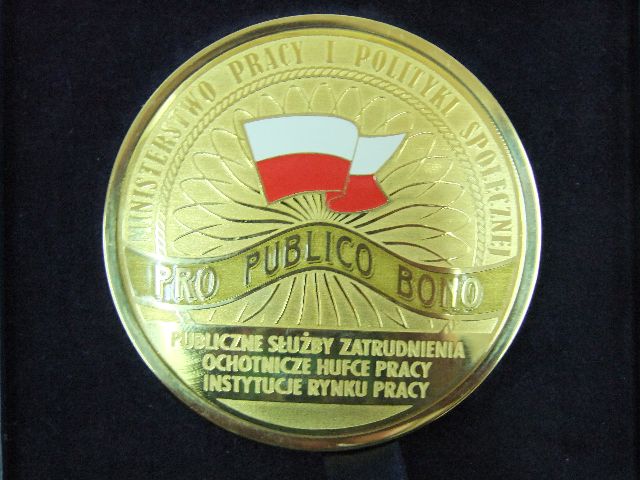 MINISTERSTWO PRACY I POLITYKI SPOŁECZNEJ
PRO PUBLICO BONO
PUBLICZNE SŁUŻBY ZATRUDNIENIA
OCHOTNICZE HUFCE PRACY
INSTYTUCJE RYNKU PRACY